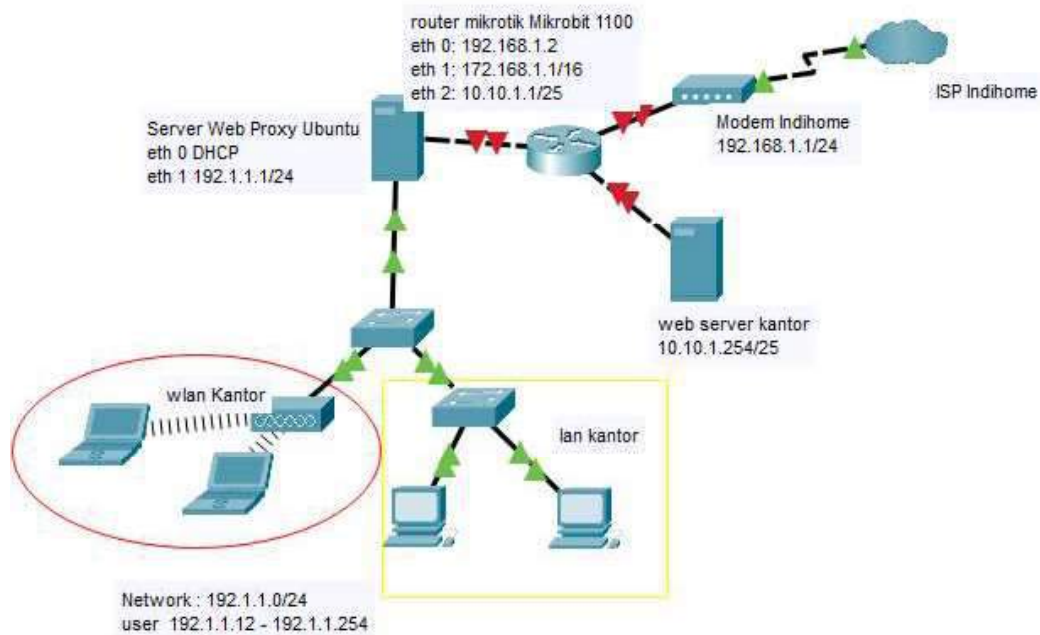 router mikrotik Mikrobit 1100
eth 0: 192.168.1.2
eth 1: 172.168.1.1/16
eth 2: 10.10.1.1/25
ISP Indihome
Server Web Proxy Ubuntu
eth 0 DHCP
eth 1 192.1.1.1/24
Modem Indihome
192.168.1.1/24
web server kantor
10.10.1.254/25
wlan Kantor
lan kantor
Network : 192.1.1.0/24
user 192.1.1.12 - 192.1.1.254